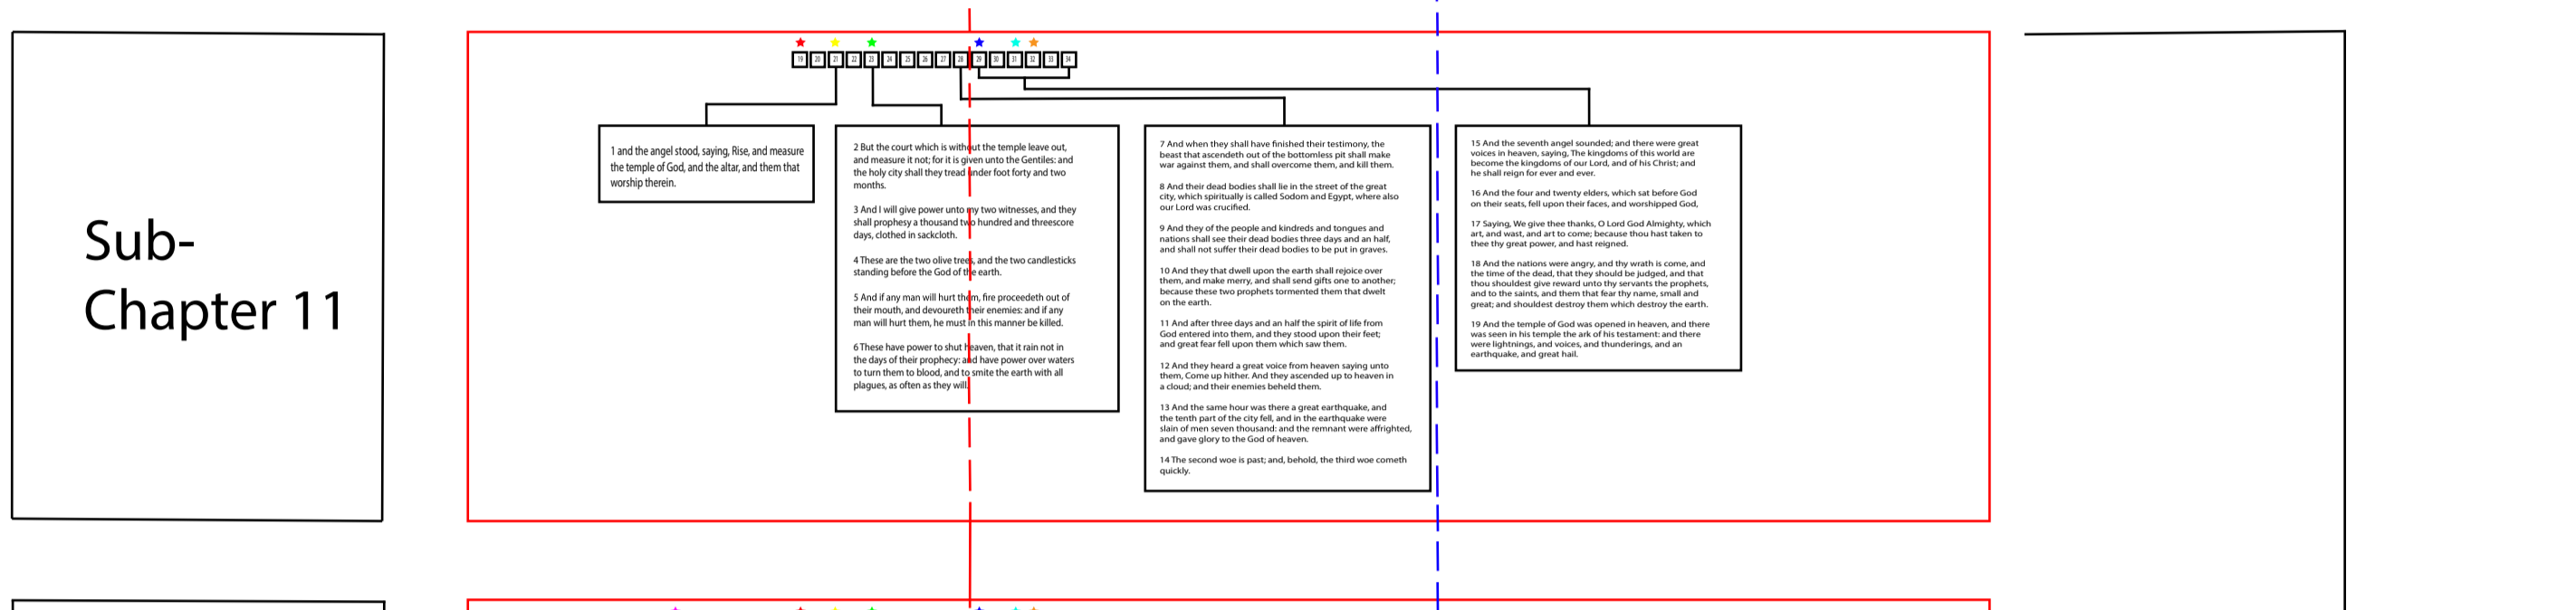 Sub-
Chapter 11
19 20 21 22 23 24 25 26 27 28 29 30 31 32 33 34
1 and the angel stood, saying, Rise, and measure
the temple of God, and the altar, and them that
worship therein.
2 But the court which is without the temple leave out,
and measure it not; for it is given unto the Gentiles: and
the holy city shall they tread under foot forty and two
months.
3 And I will give power unto my two witnesses, and they
shall prophesy a thousand two hundred and threescore
days, clothed in sackcloth.
4 These are the two olive trees, and the two candlesticks
standing before the God of the earth.
5 And if any man will hurt them, fire proceedeth out of
their mouth, and devoureth their enemies: and if any
man will hurt them, he must in this manner be killed.
6 These have power to shut heaven, that it rain not in
the days of their prophecy: and have power over waters
to turn them to blood, and to smite the earth with all
plagues, as often as they will.
7 And when they shall have finished their testimony, the
beast that ascendeth out of the bottomless pit shall make
war against them, and shall overcome them, and kill them.
8 And their dead bodies shall lie in the street of the great
city, which spiritually is called Sodom and Egypt, where also
our Lord was crucified.
9 And they of the people and kindreds and tongues and
nations shall see their dead bodies three days and an half,
and shall not suffer their dead bodies to be put in graves.
10 And they that dwell upon the earth shall rejoice over
them, and make merry, and shall send gifts one to another;
because these two prophets tormented them that dwelt
on the earth.
11 And after three days and an half the spirit of life from
God entered into them, and they stood upon their feet;
and great fear fell upon them which saw them.
12 And they heard a great voice from heaven saying unto
them, Come up hither. And they ascended up to heaven in
a cloud; and their enemies beheld them.
13 And the same hour was there a great earthquake, and
the tenth part of the city fell, and in the earthquake were
slain of men seven thousand: and the remnant were affrighted,
and gave glory to the God of heaven.
14 The second woe is past; and, behold, the third woe cometh
quickly.
15 And the seventh angel sounded; and there were great
voices in heaven, saying, The kingdoms of this world are
become the kingdoms of our Lord, and of his Christ; and
he shall reign for ever and ever.
16 And the four and twenty elders, which sat before God
on their seats, fell upon their faces, and worshipped God,
17 Saying, We give thee thanks, O Lord God Almighty, which
art, and wast, and art to come; because thou hast taken to
thee thy great power, and hast reigned.
18 And the nations were angry, and thy wrath is come, and
the time of the dead, that they should be judged, and that
thou shouldest give reward unto thy servants the prophets,
and to the saints, and them that fear thy name, small and
great; and shouldest destroy them which destroy the earth.
19 And the temple of God was opened in heaven, and there
was seen in his temple the ark of his testament: and there
were lightnings, and voices, and thunderings, and an
earthquake, and great hail.